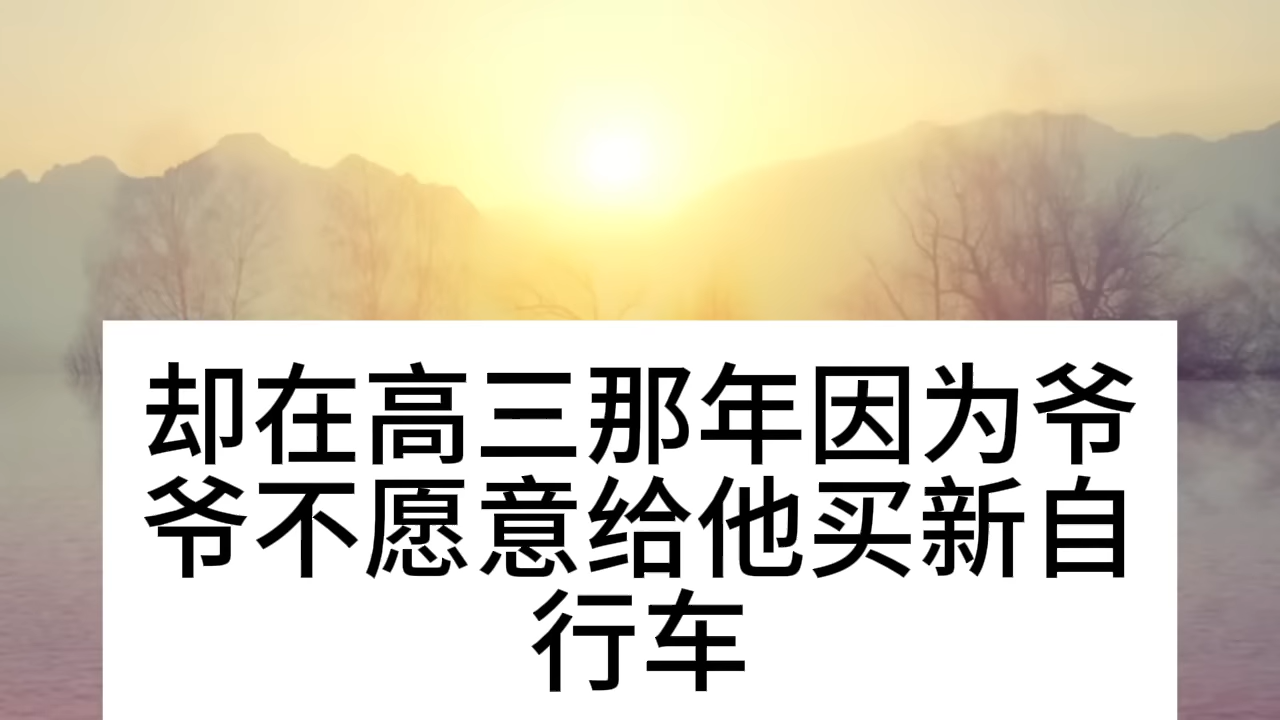 却在高三那年因为爷
爷不愿意给他买新自
行车